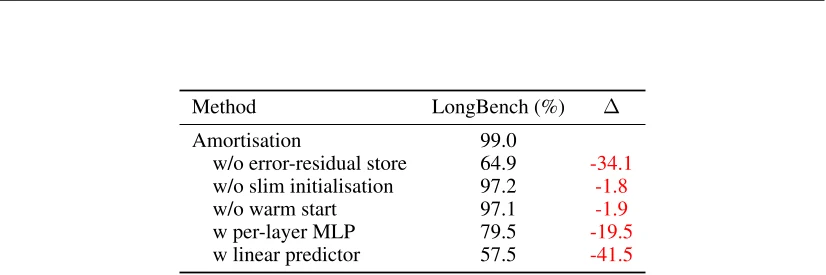 Method LongBench (%) Δ
Amortisation 99.0
w/o error-residual store 64.9 -34.1
w/o slim initialisation 97.2 -1.8
w/o warm start 97.1 -1.9
w per-layer MLP 79.5 -19.5
w linear predictor 57.5 -41.5